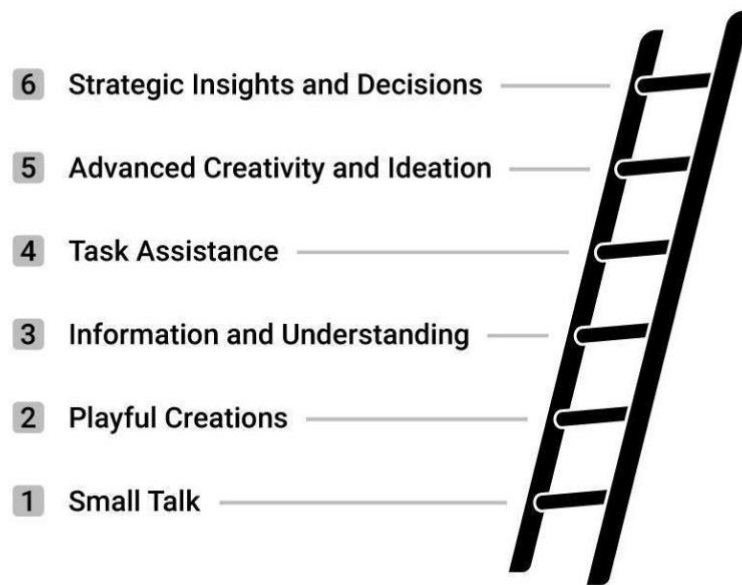 6 Strategic Insights and Decisions
5 Advanced Creativity and Ideation
4 Task Assistance
3 Information and Understanding
2 Playful Creations
1 Small Talk